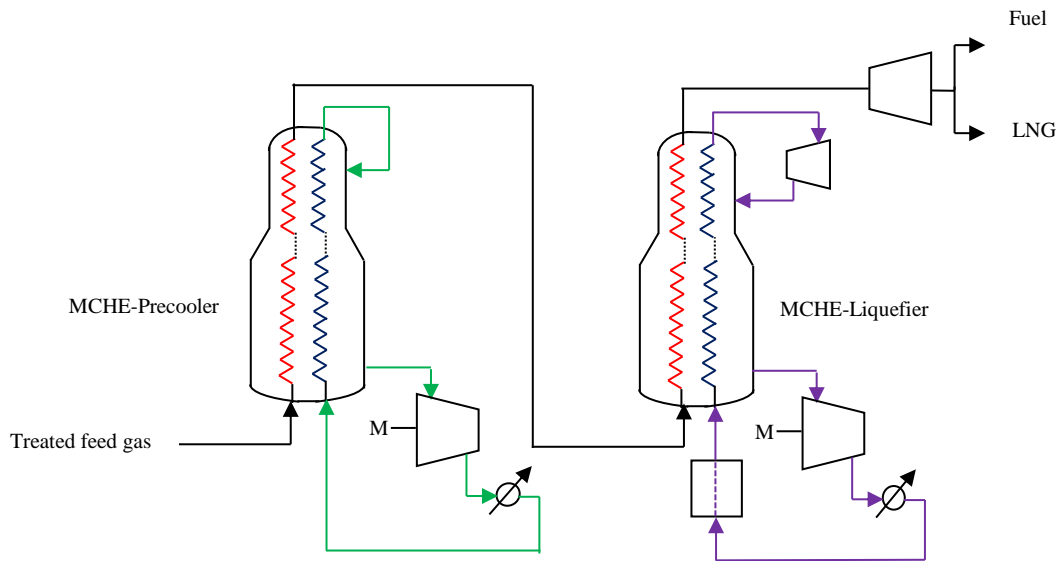 Fuel
LNG
MCHE-Precooler
MCHE-Liquefier
Treated feed gas
M
M